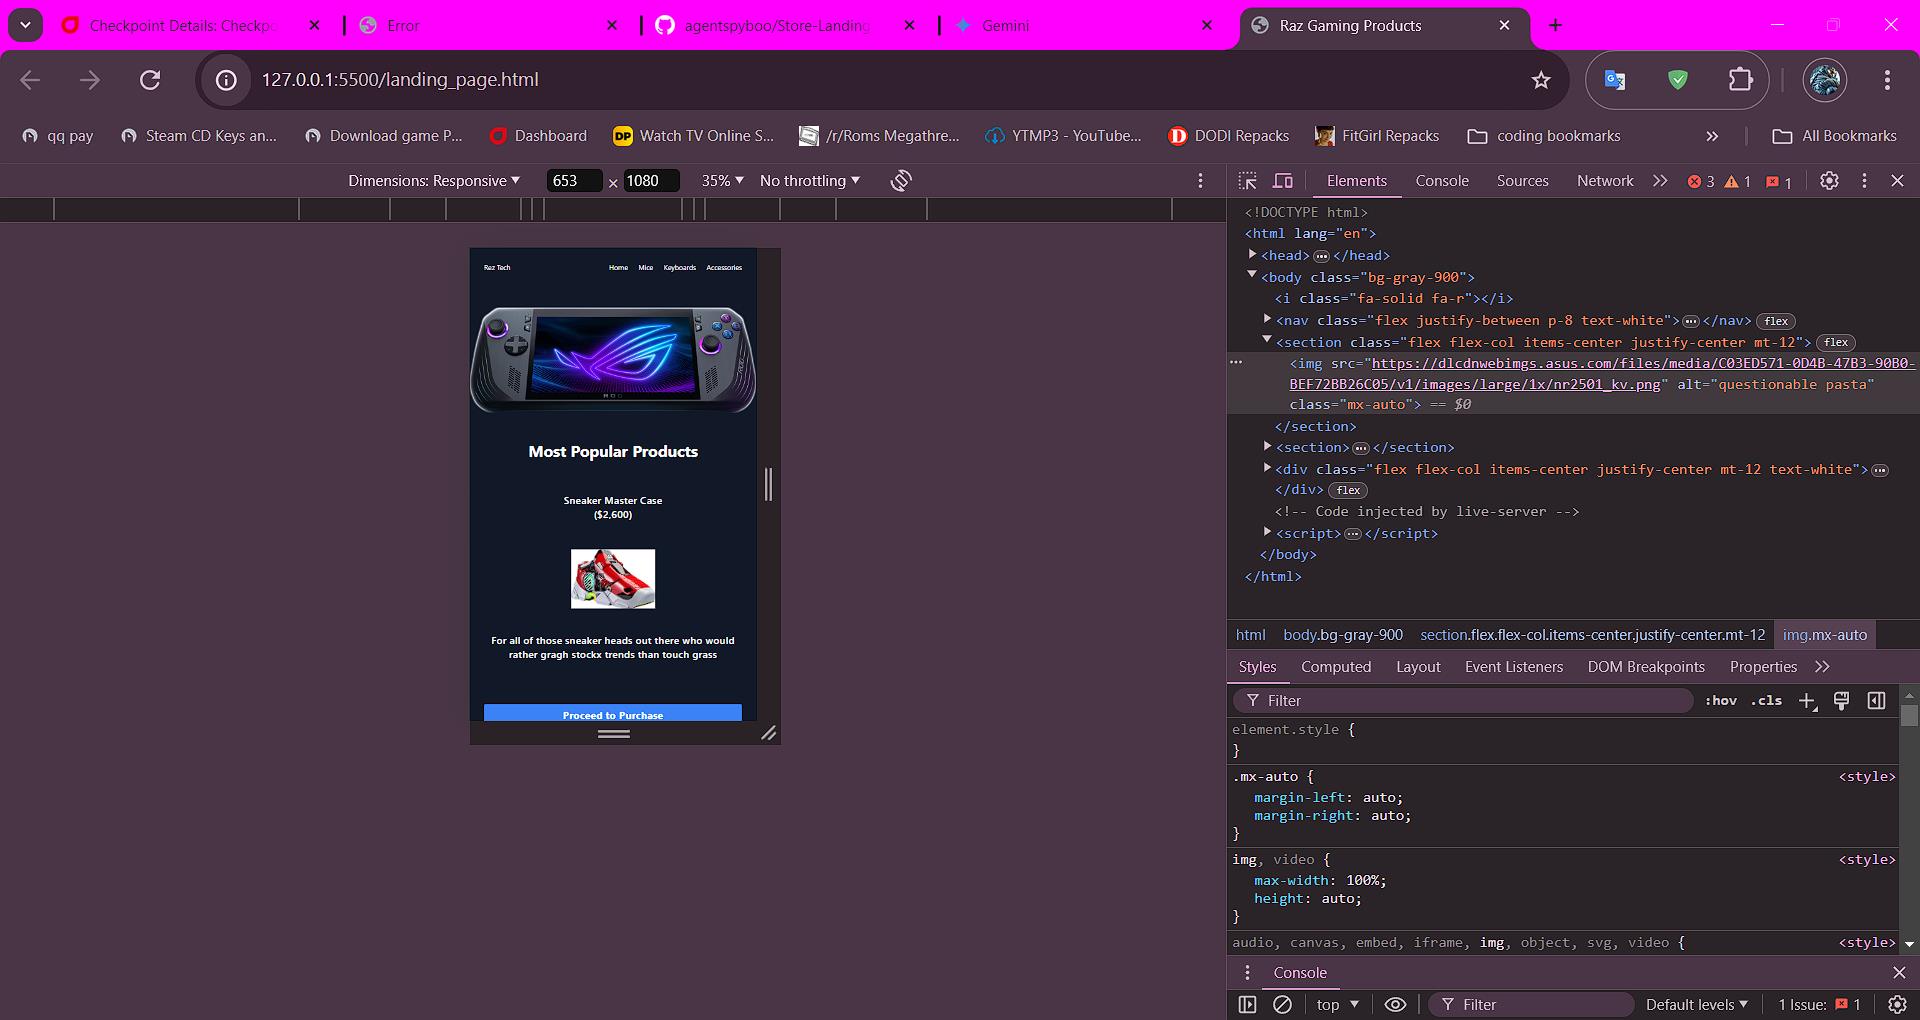 Checkpoint Details: Checkpo
Error
agentspyboo/Store-Landing
Gemini
Raz Gaming Products
127.0.0.1:5500/landing_page.html
qq pay
Steam CD Keys an...
Download game P...
Dashboard
Watch TV Online S...
/r/Roms Megathre...
YTMP3 - YouTube...
DODI Repacks
FitGirl Repacks
coding bookmarks
All Bookmarks
Dimensions: Responsive
653 × 1080
35%
No throttling
Elements
Console
Sources
Network
3
1
1
<!DOCTYPE html>
<html lang="en">
<head> ... </head>
<body class="bg-gray-900">
<i class="fa-solid fa-r"></i>
<nav class="flex justify-between p-8 text-white"> ... </nav> flex
<section class="flex flex-col items-center justify-center mt-12"> flex
<img src="https://dlcdnwebimgs.asus.com/files/media/C03ED571-0D4B-47B3-90B0-
BEF72BB26C05/v1/images/large/1x/nr2501_kv.png" alt="questionable pasta"
class="mx-auto"> == $0
</section>
<section> ... </section>
<div class="flex flex-col items-center justify-center mt-12 text-white"> ...
</div> flex
<!-- Code injected by live-server -->
<script> ... </script>
</body>
</html>
Raz Tech
Home
Mice
Keyboards
Accessories
Most Popular Products
Sneaker Master Case
($2,600)
For all of those sneaker heads out there who would
rather gragh stockx trends than touch grass
Proceed to Purchase
html
body.bg-gray-900
section.flex.flex-col.items-center.justify-center.mt-12
img.mx-auto
Styles
Computed
Layout
Event Listeners
DOM Breakpoints
Properties
Filter
:hov
.cls
element.style {
}
.mx-auto {
<style>
margin-left: auto;
margin-right: auto;
}
img, video {
<style>
max-width: 100%;
height: auto;
}
audio, canvas, embed, iframe, img, object, svg, video {
<style>
Console
top
Filter
Default levels
1 Issue: 1